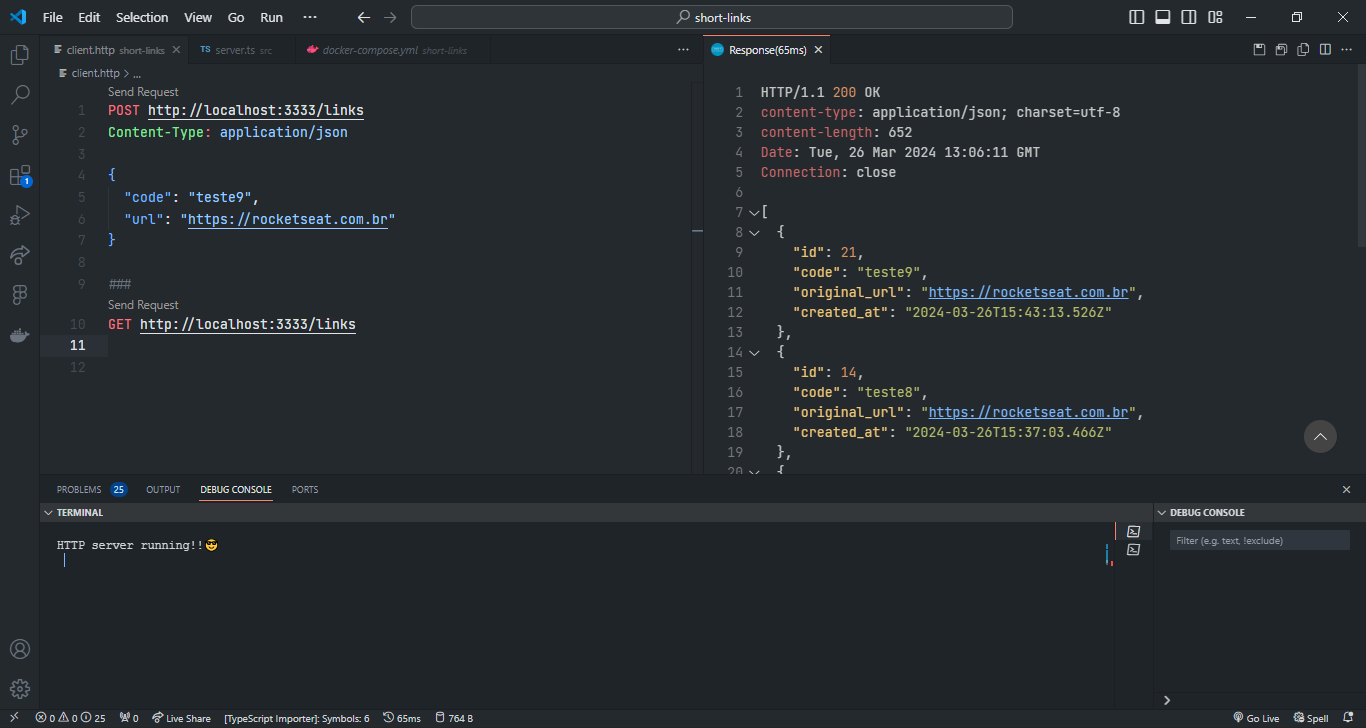 File Edit Selection View Go Run ··· short-links
client.http short-links
TS server.ts src
docker-compose.yml short-links
Response(65ms)
client.http > ...
Send Request
1 POST http://localhost:3333/links
2 Content-Type: application/json
3
4 {
5 "code": "teste9",
6 "url": "https://rocketseat.com.br"
7 }
8
9 ###
Send Request
10 GET http://localhost:3333/links
11
12
1 HTTP/1.1 200 OK
2 content-type: application/json; charset=utf-8
3 content-length: 652
4 Date: Tue, 26 Mar 2024 13:06:11 GMT
5 Connection: close
6
7 [
8 {
9 "id": 21,
10 "code": "teste9",
11 "original_url": "https://rocketseat.com.br",
12 "created_at": "2024-03-26T15:43:13.526Z"
13 },
14 {
15 "id": 14,
16 "code": "teste8",
17 "original_url": "https://rocketseat.com.br",
18 "created_at": "2024-03-26T15:37:03.466Z"
19 },
20 {
1
PROBLEMS 25 OUTPUT DEBUG CONSOLE PORTS
TERMINAL
DEBUG CONSOLE
HTTP server running!!😎
Filter (e.g. text, !exclude)
0 0 25 0 Live Share [TypeScript Importer]: Symbols: 6 65ms 764 B Go Live Spell